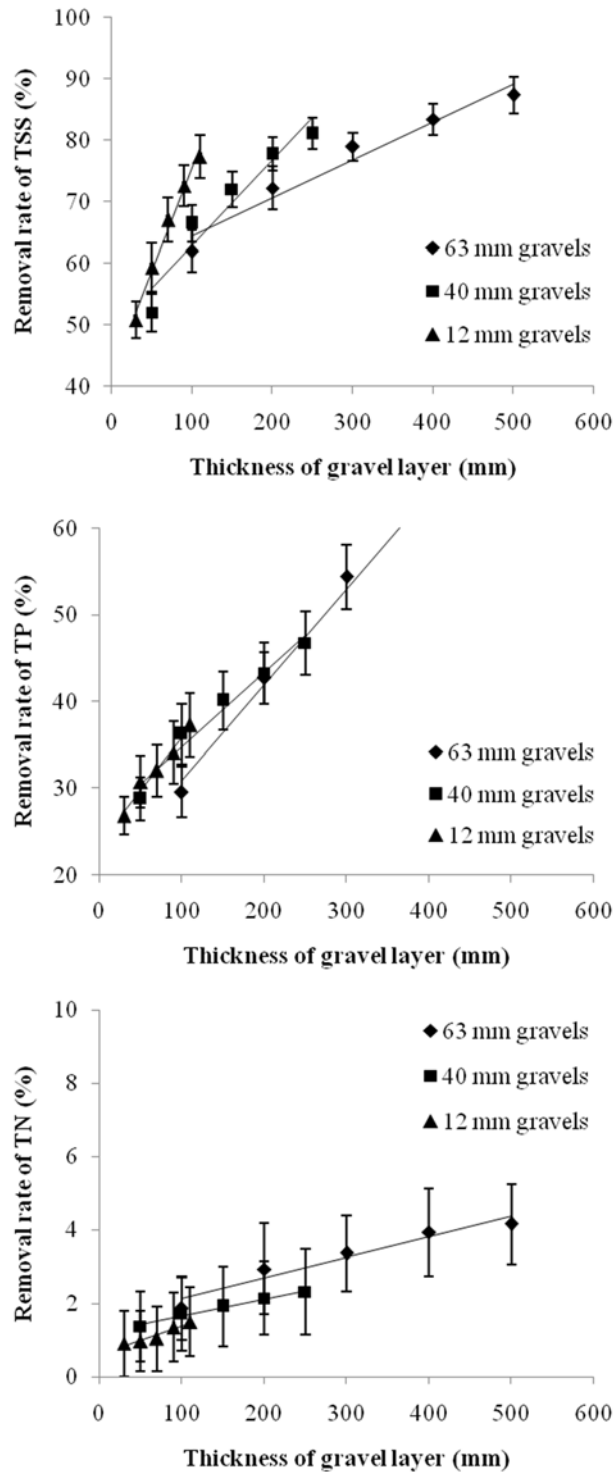 100
90
80
70
60
50
40
Removal rate of TSS (%)
63 mm gravels
40 mm gravels
12 mm gravels
0 100 200 300 400 500 600
Thickness of gravel layer (mm)
60
50
40
30
20
Removal rate of TP (%)
63 mm gravels
40 mm gravels
12 mm gravels
0 100 200 300 400 500 600
Thickness of gravel layer (mm)
10
8
6
4
2
0
Removal rate of TN (%)
63 mm gravels
40 mm gravels
12 mm gravels
0 100 200 300 400 500 600
Thickness of gravel layer (mm)